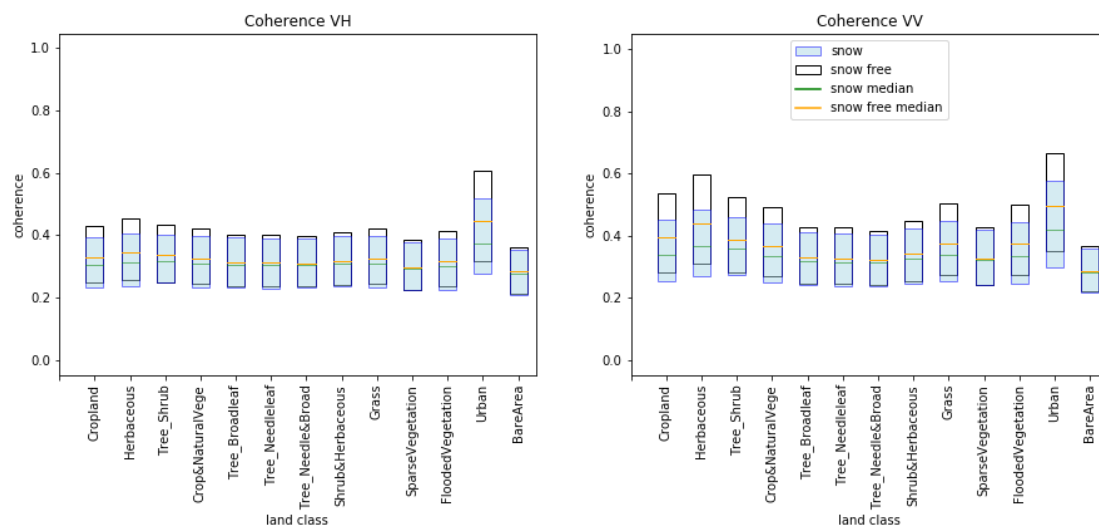 Coherence VH
1.0
0.8
0.6
0.4
0.2
0.0
coherence
Cropland
Herbaceous
Tree_Shrub
Crop&NaturalVege
Tree_Broadleaf
Tree_Needleleaf
Tree_Needle&Broad
Shrub&Herbaceous
Grass
SparseVegetation
FloodedVegetation
Urban
BareArea
land class
Coherence VV
snow
snow free
snow median
snow free median
1.0
0.8
0.6
0.4
0.2
0.0
coherence
Cropland
Herbaceous
Tree_Shrub
Crop&NaturalVege
Tree_Broadleaf
Tree_Needleleaf
Tree_Needle&Broad
Shrub&Herbaceous
Grass
SparseVegetation
FloodedVegetation
Urban
BareArea
land class